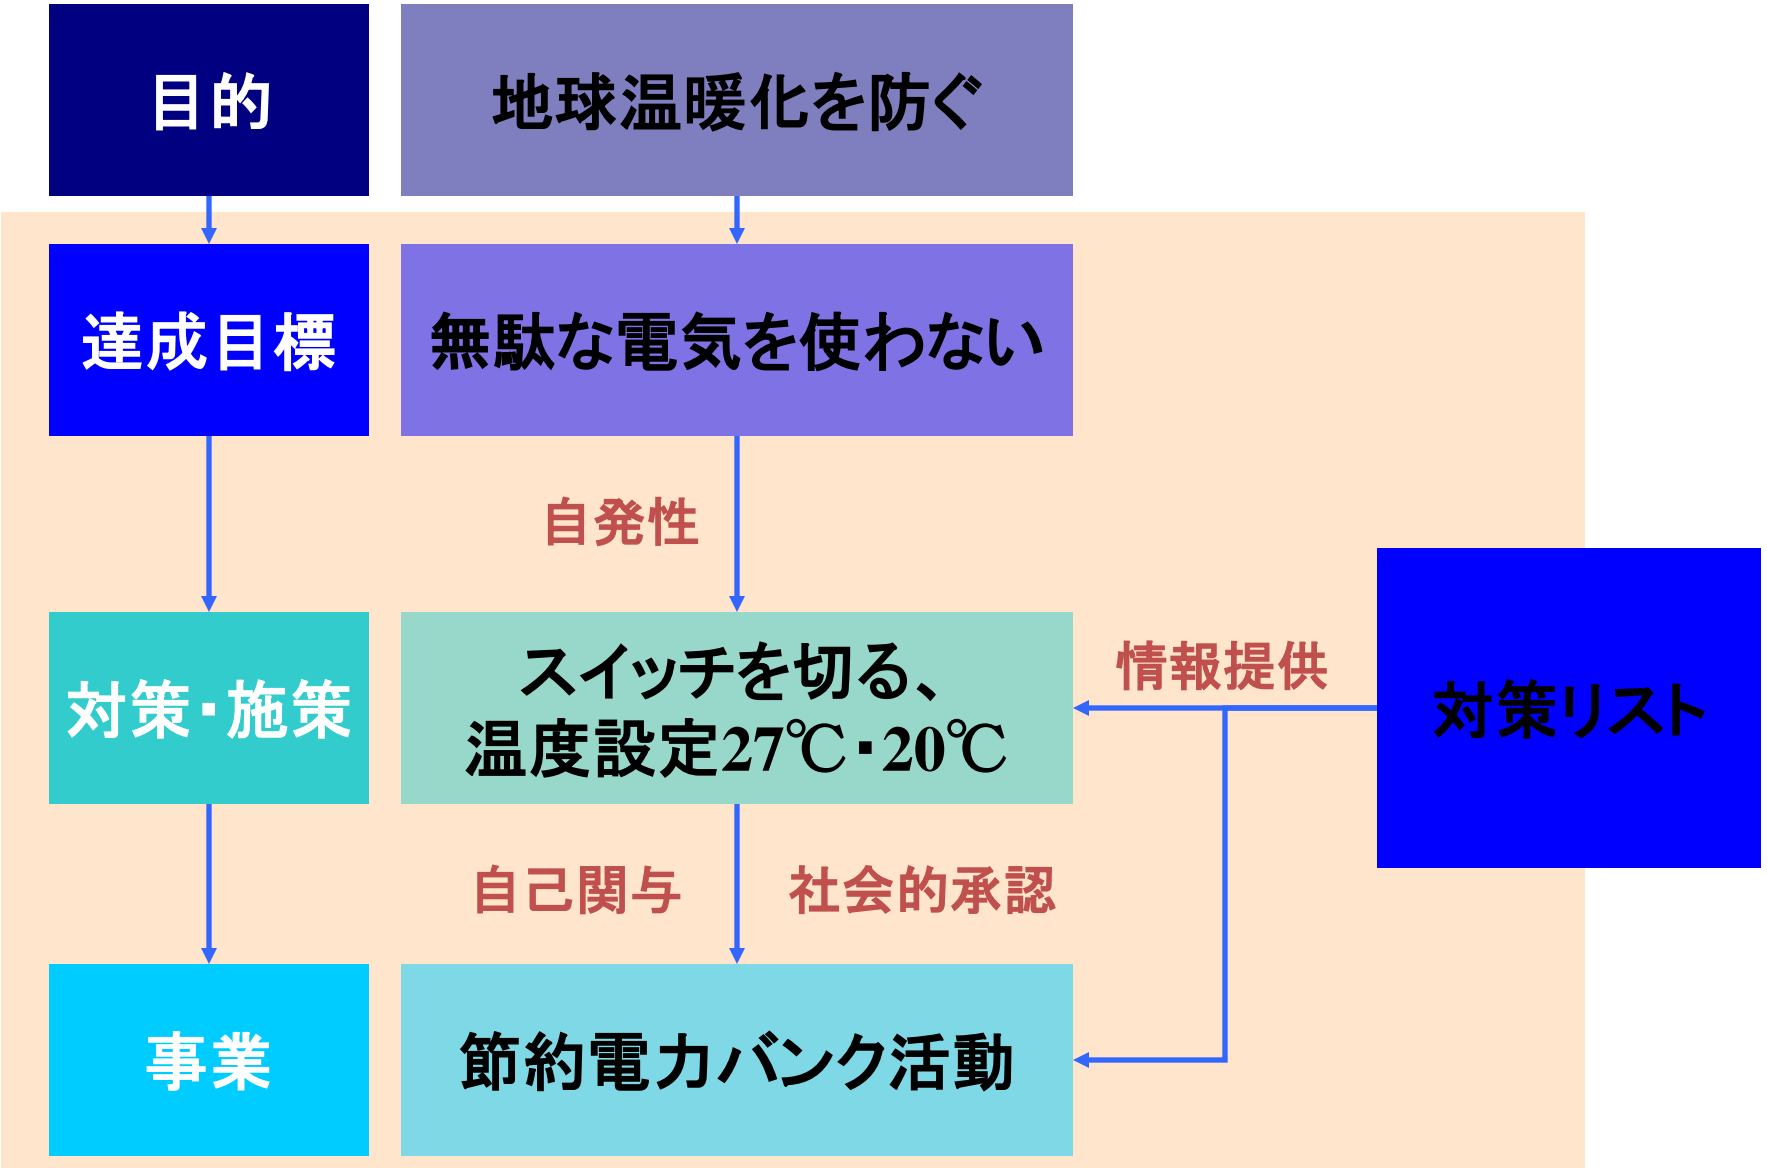 目的
地球温暖化を防ぐ
達成目標
無駄な電気を使わない
自発性
対策・施策
スイッチを切る、
温度設定27℃・20℃
情報提供
対策リスト
自己関与
社会的承認
事業
節約電力バンク活動